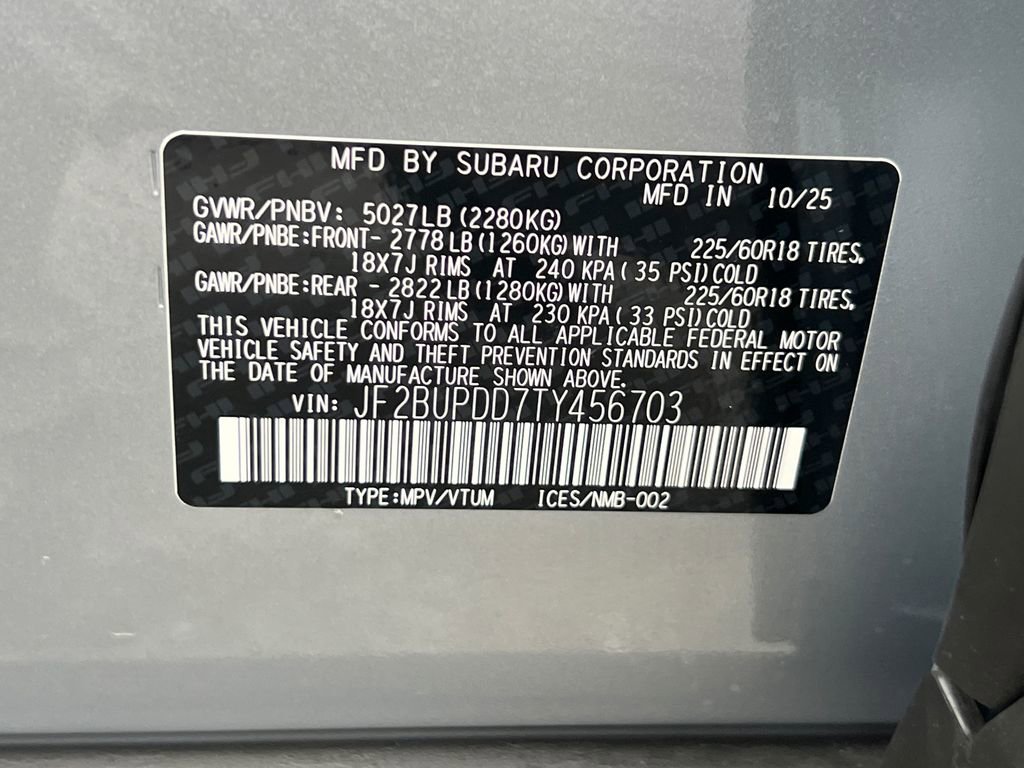 MFD BY SUBARU CORPORATION
MFD IN 10/25
GVWR/PNBV: 5027LB (2280KG)
GAWR/PNBE:FRONT- 2778 LB(1260KG)WITH 225/60R18 TIRES,
18X7J RIMS AT 240 KPA ( 35 PSI)COLD
GAWR/PNBE:REAR - 2822 LB(1280KG)WITH 225/60R18 TIRES,
18X7J RIMS AT 230 KPA ( 33 PSI)COLD
THIS VEHICLE CONFORMS TO ALL APPLICABLE FEDERAL MOTOR
VEHICLE SAFETY AND THEFT PREVENTION STANDARDS IN EFFECT ON
THE DATE OF MANUFACTURE SHOWN ABOVE.
VIN: JF2BUPDD7TY456703
TYPE:MPV/VTUM ICES/NMB-002